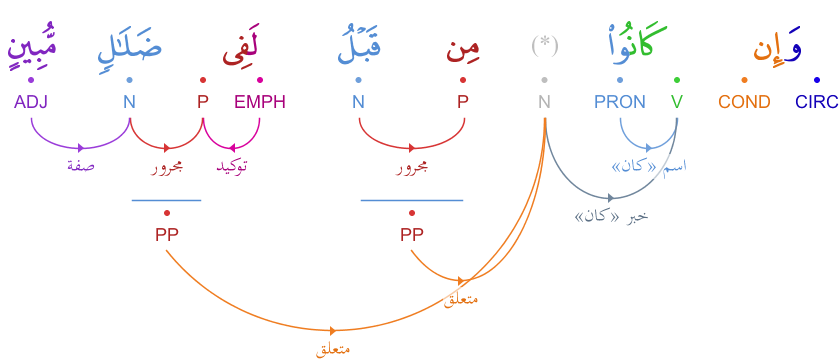 وَإِن كَانُوا۟ (*) مِن قَبْلُ لَفِى ضَلَـٰلٍ مُّبِينٍ
CIRC COND V PRON N P N EMPH P N ADJ
اسم «كان» مجرور توكيد مجرور صفة
خبر «كان»
PP PP
متعلق
متعلق